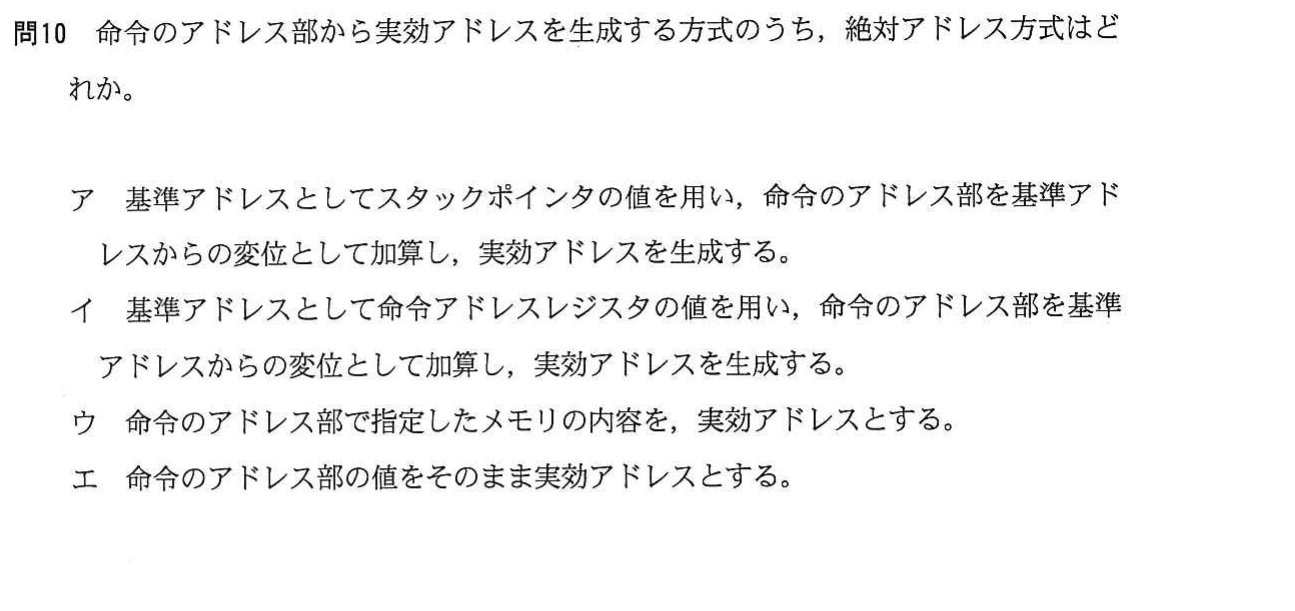 問10　命令のアドレス部から実効アドレスを生成する方式のうち，絶対アドレス方式はど
れか。
ア　基準アドレスとしてスタックポインタの値を用い，命令のアドレス部を基準アド
レスからの変位として加算し，実効アドレスを生成する。
イ　基準アドレスとして命令アドレスレジスタの値を用い，命令のアドレス部を基準
アドレスからの変位として加算し，実効アドレスを生成する。
ウ　命令のアドレス部で指定したメモリの内容を，実効アドレスとする。
エ　命令のアドレス部の値をそのまま実効アドレスとする。